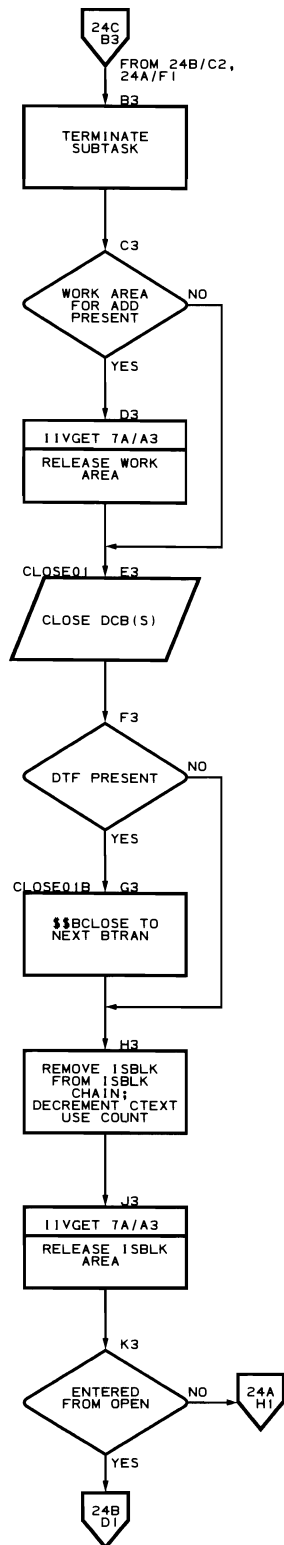 24C
B3
FROM 24B/C2,
24A/F1
B3
TERMINATE
SUBTASK
C3
WORK AREA
FOR ADD
PRESENT
NO
YES
D3
IIVGET 7A/A3
RELEASE WORK
AREA
CLOSE01 E3
CLOSE DCB(S)
F3
DTF PRESENT
NO
YES
CLOSE01B G3
$$BCLOSE TO
NEXT BTRAN
H3
REMOVE ISBLK
FROM ISBLK
CHAIN;
DECREMENT CTEXT
USE COUNT
J3
IIVGET 7A/A3
RELEASE ISBLK
AREA
K3
ENTERED
FROM OPEN
NO
24A
H1
YES
24B
D1